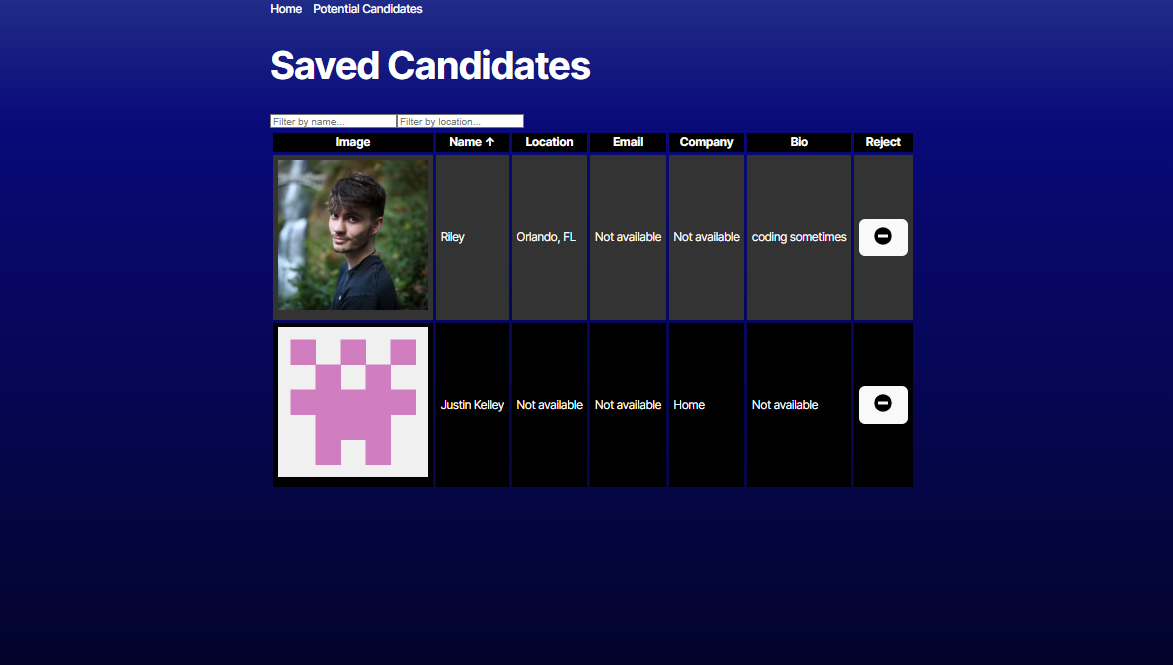 Home Potential Candidates
Saved Candidates
Filter by name... Filter by location...
Image Name ↑ Location Email Company Bio Reject
Riley Orlando, FL Not available Not available coding sometimes
Justin Kelley Not available Not available Home Not available